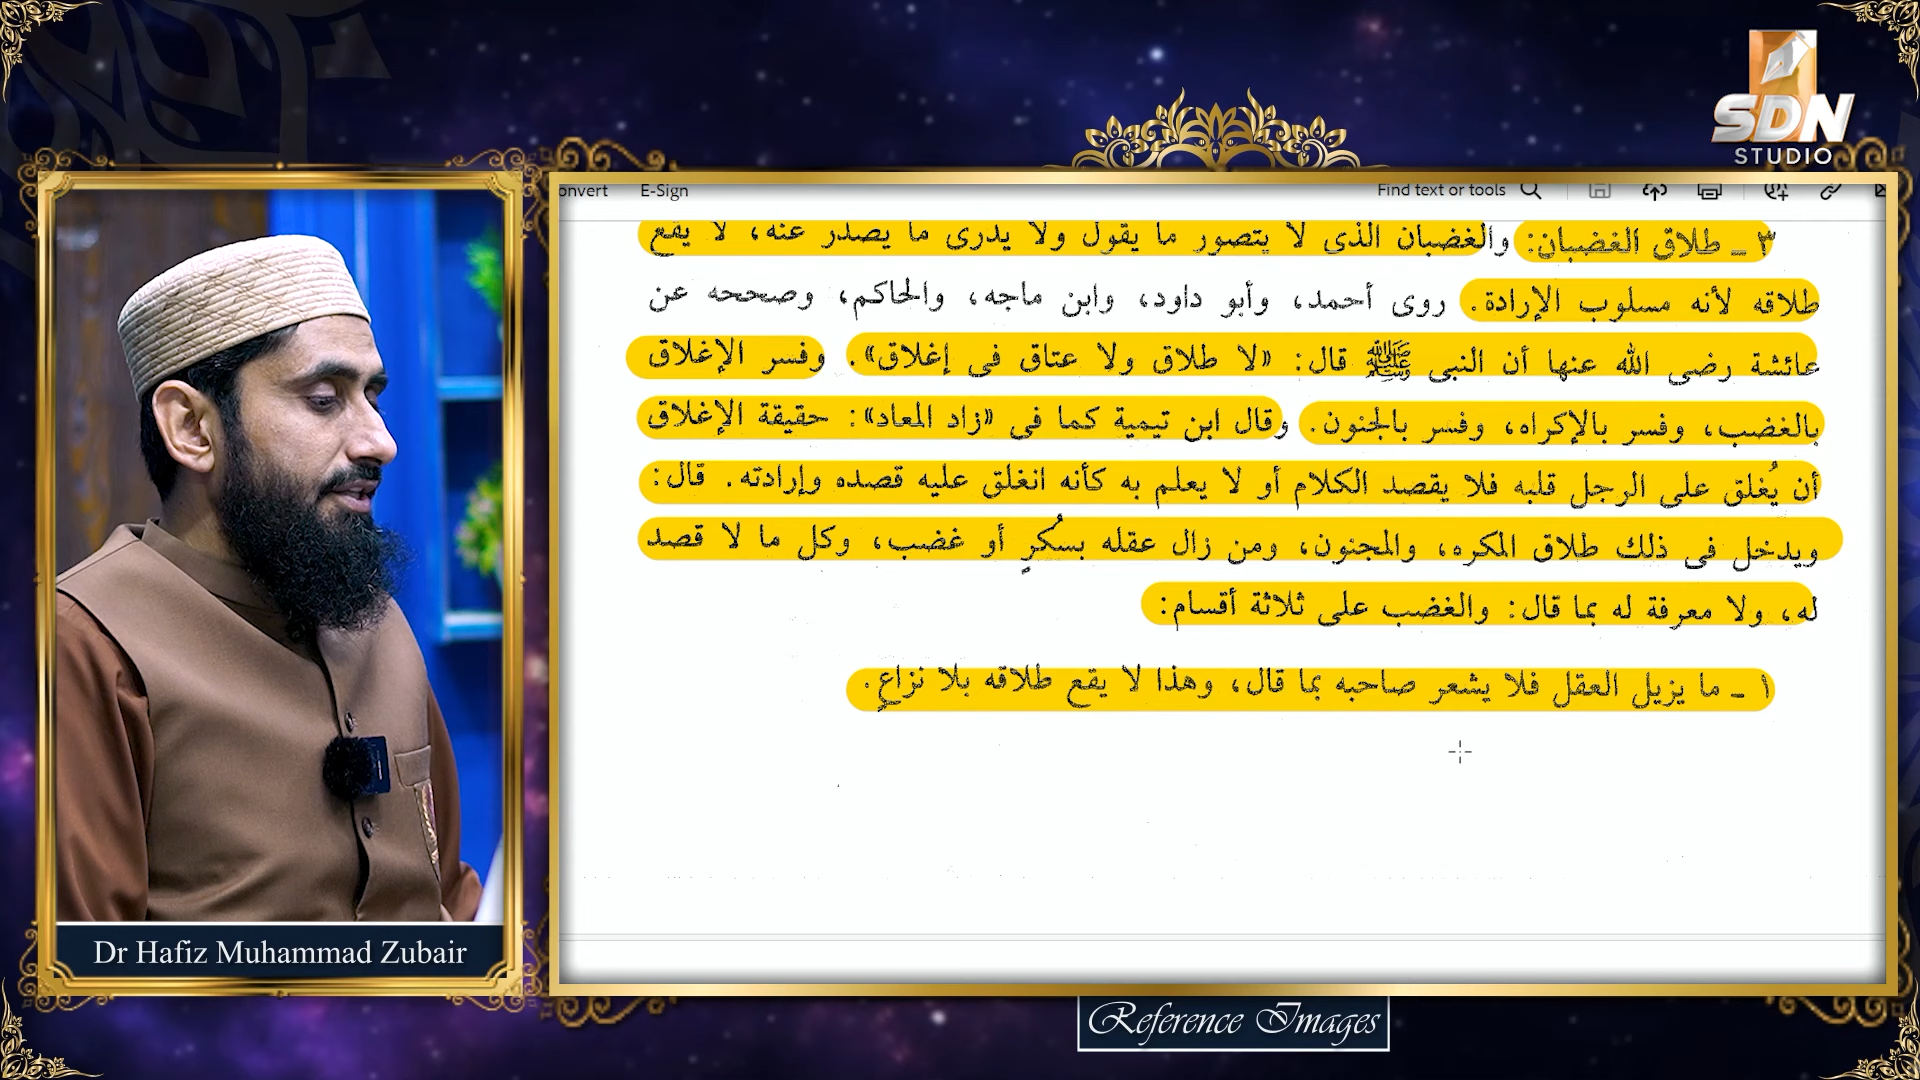 SDN
STUDIO
onvert E-Sign Find text or tools
٣ ـ طلاق الغضبان: والغضبان الذى لا يتصور ما يقول ولا يدرى ما يصدر عنه، لا يقع
طلاقه لأنه مسلوب الإرادة. روى أحمد، وأبو داود، وابن ماجه، والحاكم، وصححه عن
عائشة رضى الله عنها أن النبى ﷺ قال: «لا طلاق ولا عتاق فى إغلاق». وفسر الإغلاق
بالغضب، وفسر بالإكراه، وفسر بالجنون. وقال ابن تيمية كما فى «زاد المعاد»: حقيقة الإغلاق
أن يُغلق على الرجل قلبه فلا يقصد الكلام أو لا يعلم به كأنه انغلق عليه قصده وإرادته. قال:
ويدخل فى ذلك طلاق المكره، والمجنون، ومن زال عقله بسُكرٍ أو غضب، وكل ما لا قصد
له، ولا معرفة له بما قال: والغضب على ثلاثة أقسام:
١ ـ ما يزيل العقل فلا يشعر صاحبه بما قال، وهذا لا يقع طلاقه بلا نزاعٍ.
Dr Hafiz Muhammad Zubair
Reference Images